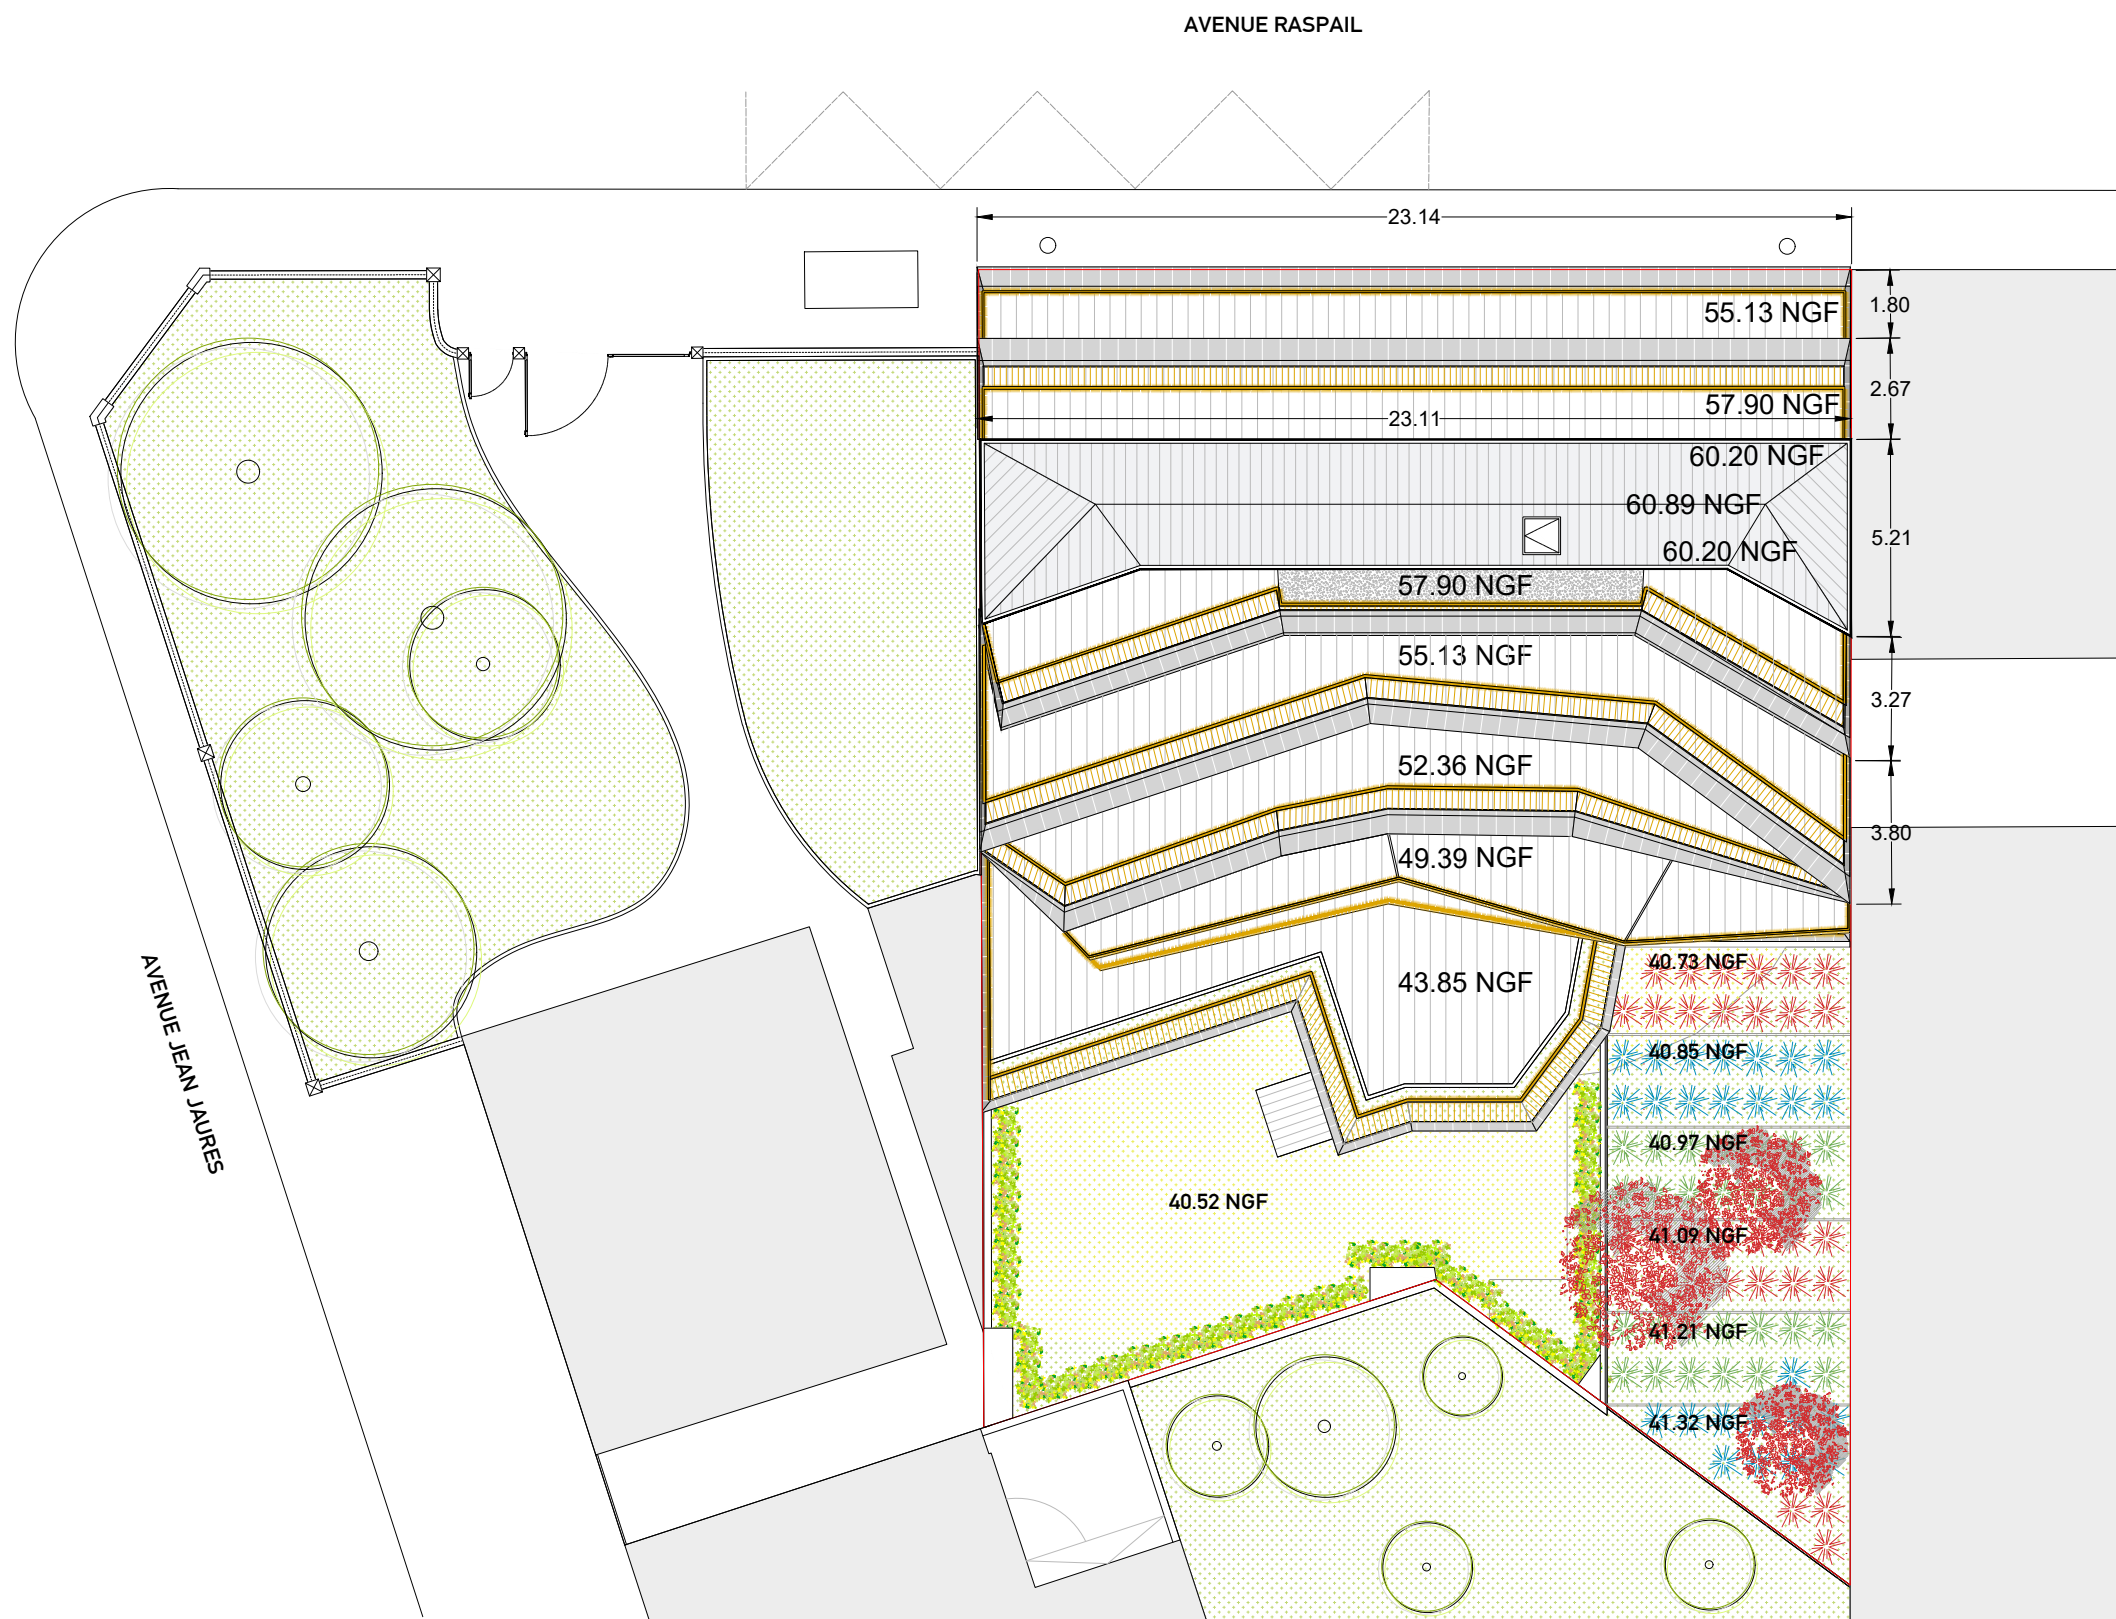 AVENUE RASPAIL
23.14
55.13 NGF
1.80
57.90 NGF
2.67
23.11
60.20 NGF
60.89 NGF
5.21
60.20 NGF
57.90 NGF
55.13 NGF
3.27
52.36 NGF
3.80
49.39 NGF
43.85 NGF
40.73 NGF
40.85 NGF
AVENUE JEAN JAURES
40.97 NGF
40.52 NGF
41.09 NGF
41.21 NGF
41.32 NGF